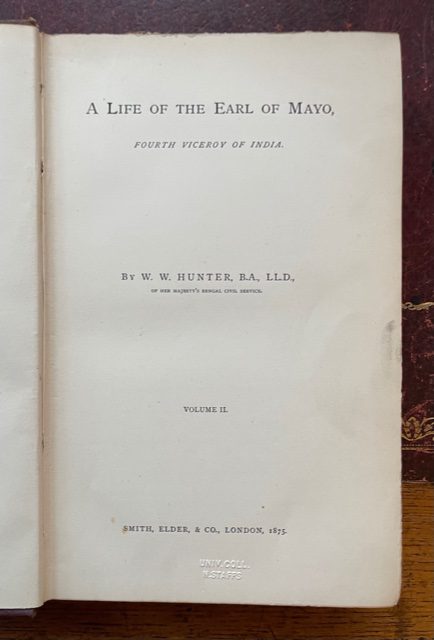 A LIFE OF THE EARL OF MAYO,
FOURTH VICEROY OF INDIA.
BY W. W. HUNTER, B.A., LL.D.,
OF HER MAJESTY'S BENGAL CIVIL SERVICE.
VOLUME II.
SMITH, ELDER, & CO., LONDON, 1875.
UNIV. COLL.
N. STAFFS